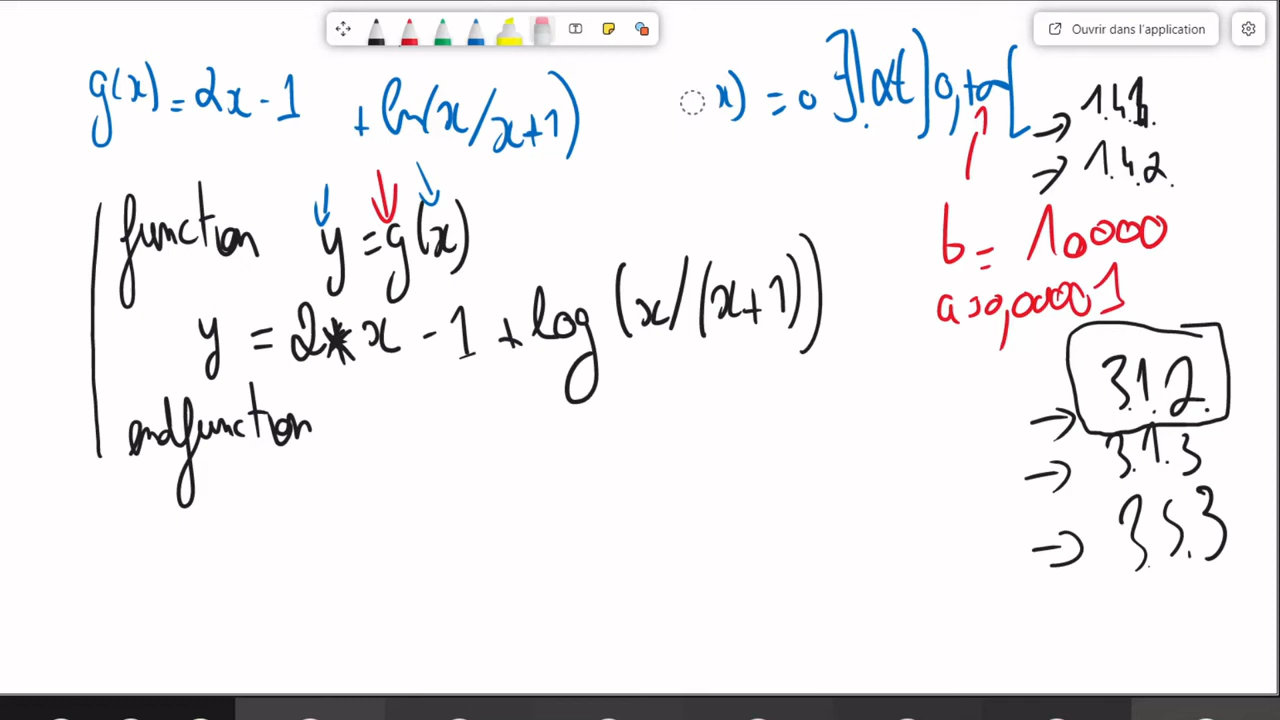 Ouvrir dans l'application
g(x) = 2x - 1 + ln(x/x+1)
x) = 0 ∃! ]0, +∞[
→ 1.4.1.
→ 1.4.2.
function y = g(x)
b = 10000
y = 2*x - 1 + log(x/(x+1))
a = 0,00001
endfunction
→ 3.1.2.
→ 3.1.3
→ 3.5.3